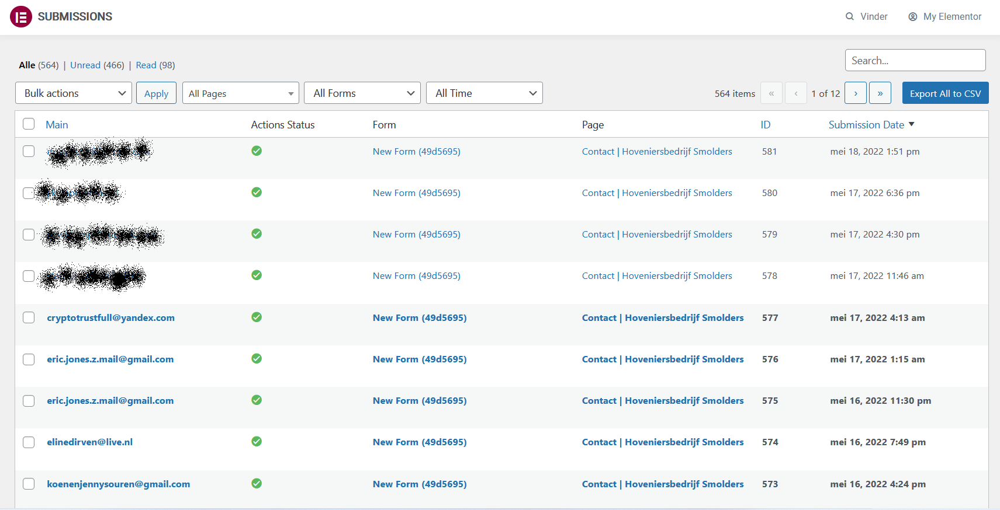 SUBMISSIONS Vinder My Elementor
Alle (564) | Unread (466) | Read (98) Search...
Bulk actions Apply All Pages All Forms All Time 564 items « ‹ 1 of 12 › » Export All to CSV
Main Actions Status Form Page ID Submission Date
New Form (49d5695) Contact | Hoveniersbedrijf Smolders 581 mei 18, 2022 1:51 pm
New Form (49d5695) Contact | Hoveniersbedrijf Smolders 580 mei 17, 2022 6:36 pm
New Form (49d5695) Contact | Hoveniersbedrijf Smolders 579 mei 17, 2022 4:30 pm
New Form (49d5695) Contact | Hoveniersbedrijf Smolders 578 mei 17, 2022 11:46 am
cryptotrustfull@yandex.com New Form (49d5695) Contact | Hoveniersbedrijf Smolders 577 mei 17, 2022 4:13 am
eric.jones.z.mail@gmail.com New Form (49d5695) Contact | Hoveniersbedrijf Smolders 576 mei 17, 2022 1:15 am
eric.jones.z.mail@gmail.com New Form (49d5695) Contact | Hoveniersbedrijf Smolders 575 mei 16, 2022 11:30 pm
elinedirven@live.nl New Form (49d5695) Contact | Hoveniersbedrijf Smolders 574 mei 16, 2022 7:49 pm
koenenjennysouren@gmail.com New Form (49d5695) Contact | Hoveniersbedrijf Smolders 573 mei 16, 2022 4:24 pm